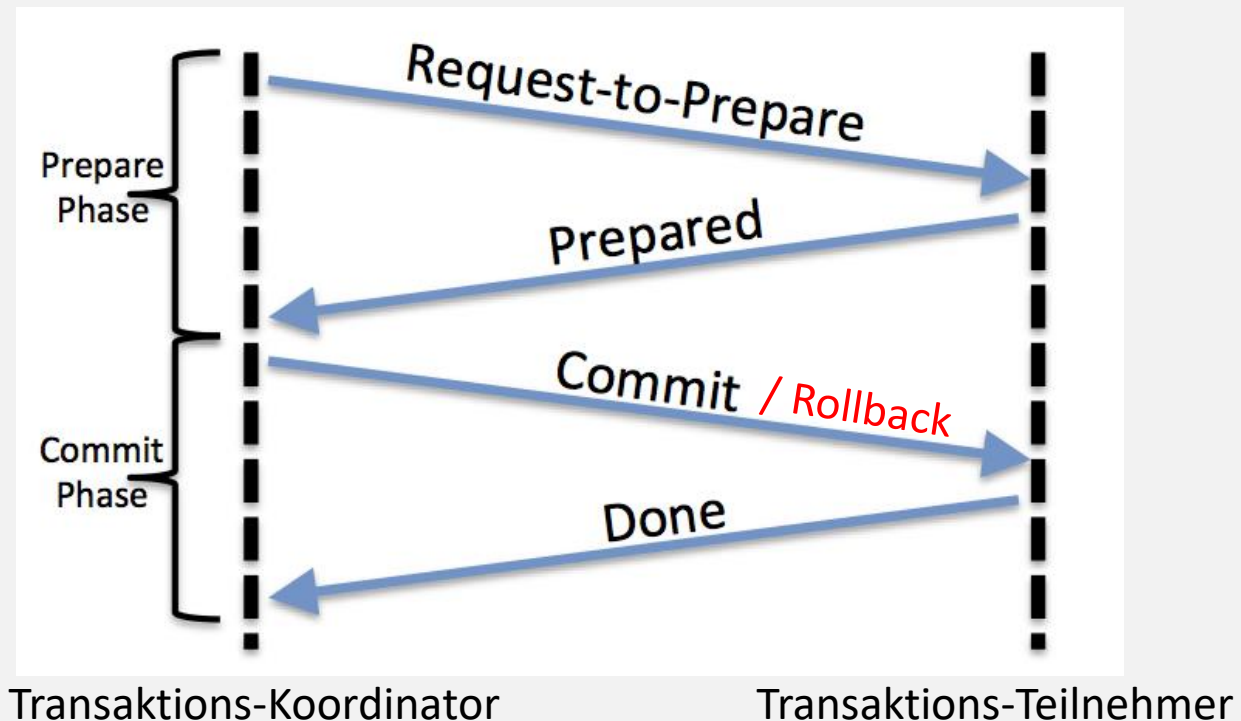 Request-to-Prepare
Prepare
Phase
Prepared
Commit / Rollback
Commit
Phase
Done
Transaktions-Koordinator
Transaktions-Teilnehmer